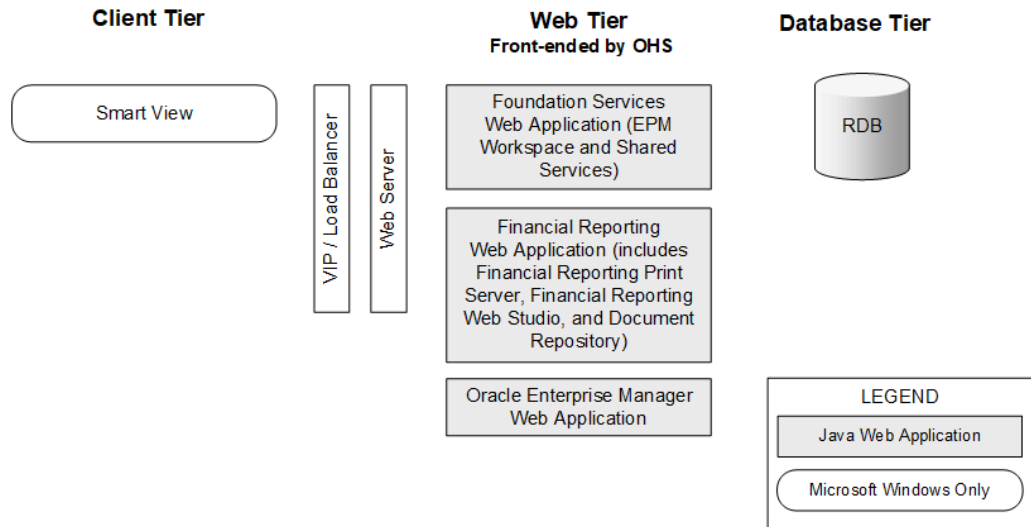 Client Tier
Web Tier
Front-ended by OHS
Database Tier
Smart View
VIP / Load Balancer
Web Server
Foundation Services
Web Application (EPM
Workspace and Shared
Services)
RDB
Financial Reporting
Web Application (includes
Financial Reporting Print
Server, Financial Reporting
Web Studio, and Document
Repository)
Oracle Enterprise Manager
Web Application
LEGEND
Java Web Application
Microsoft Windows Only